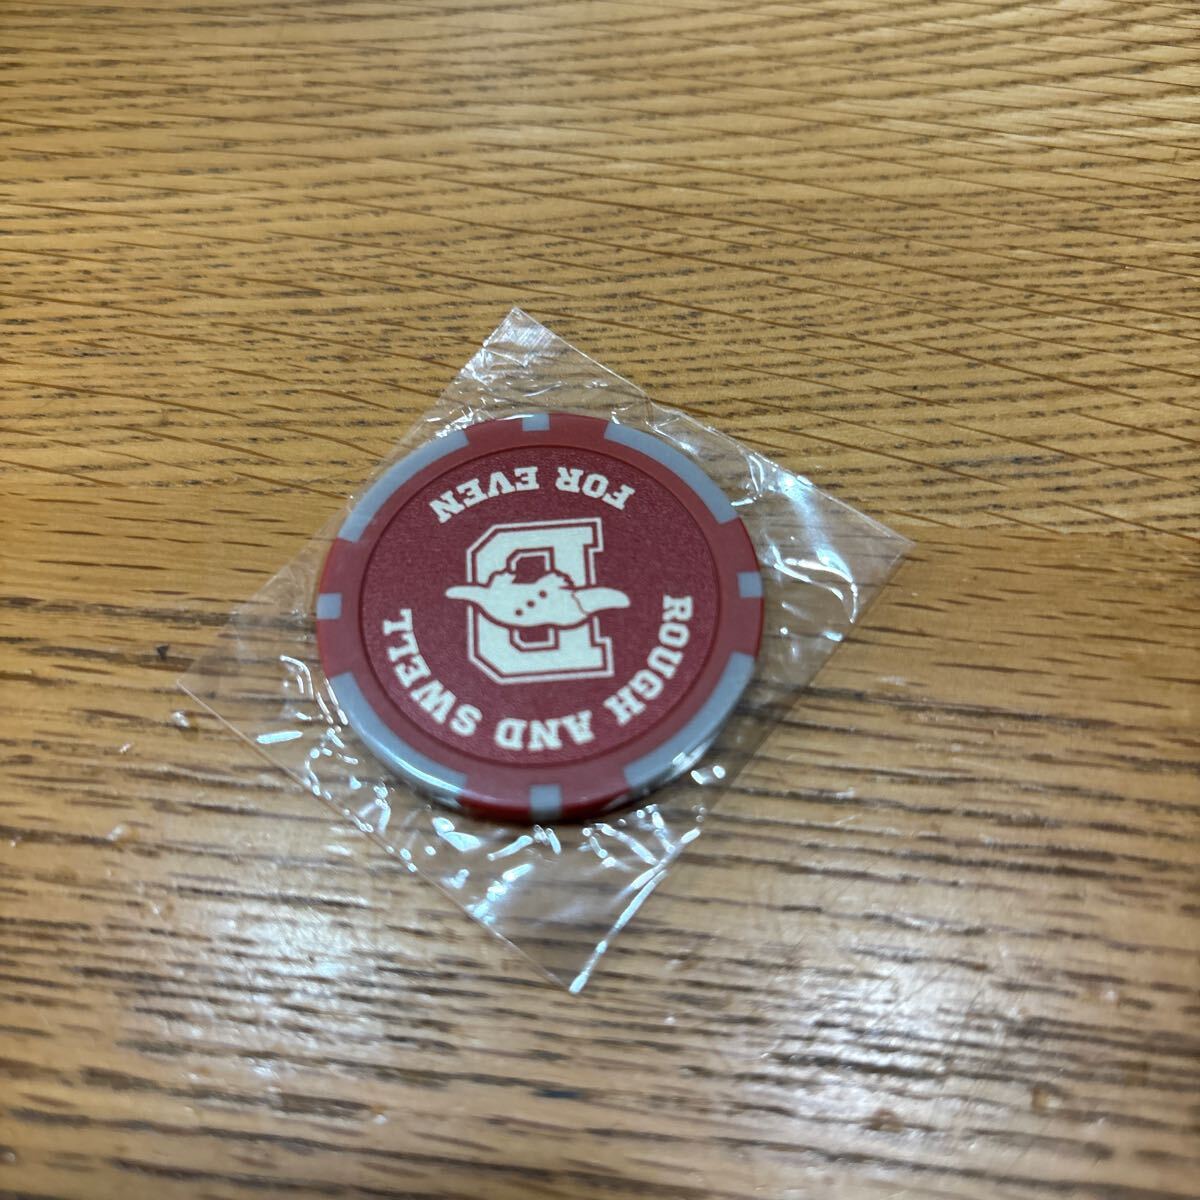 ROUGH AND SWELL
D
FOR EVEN